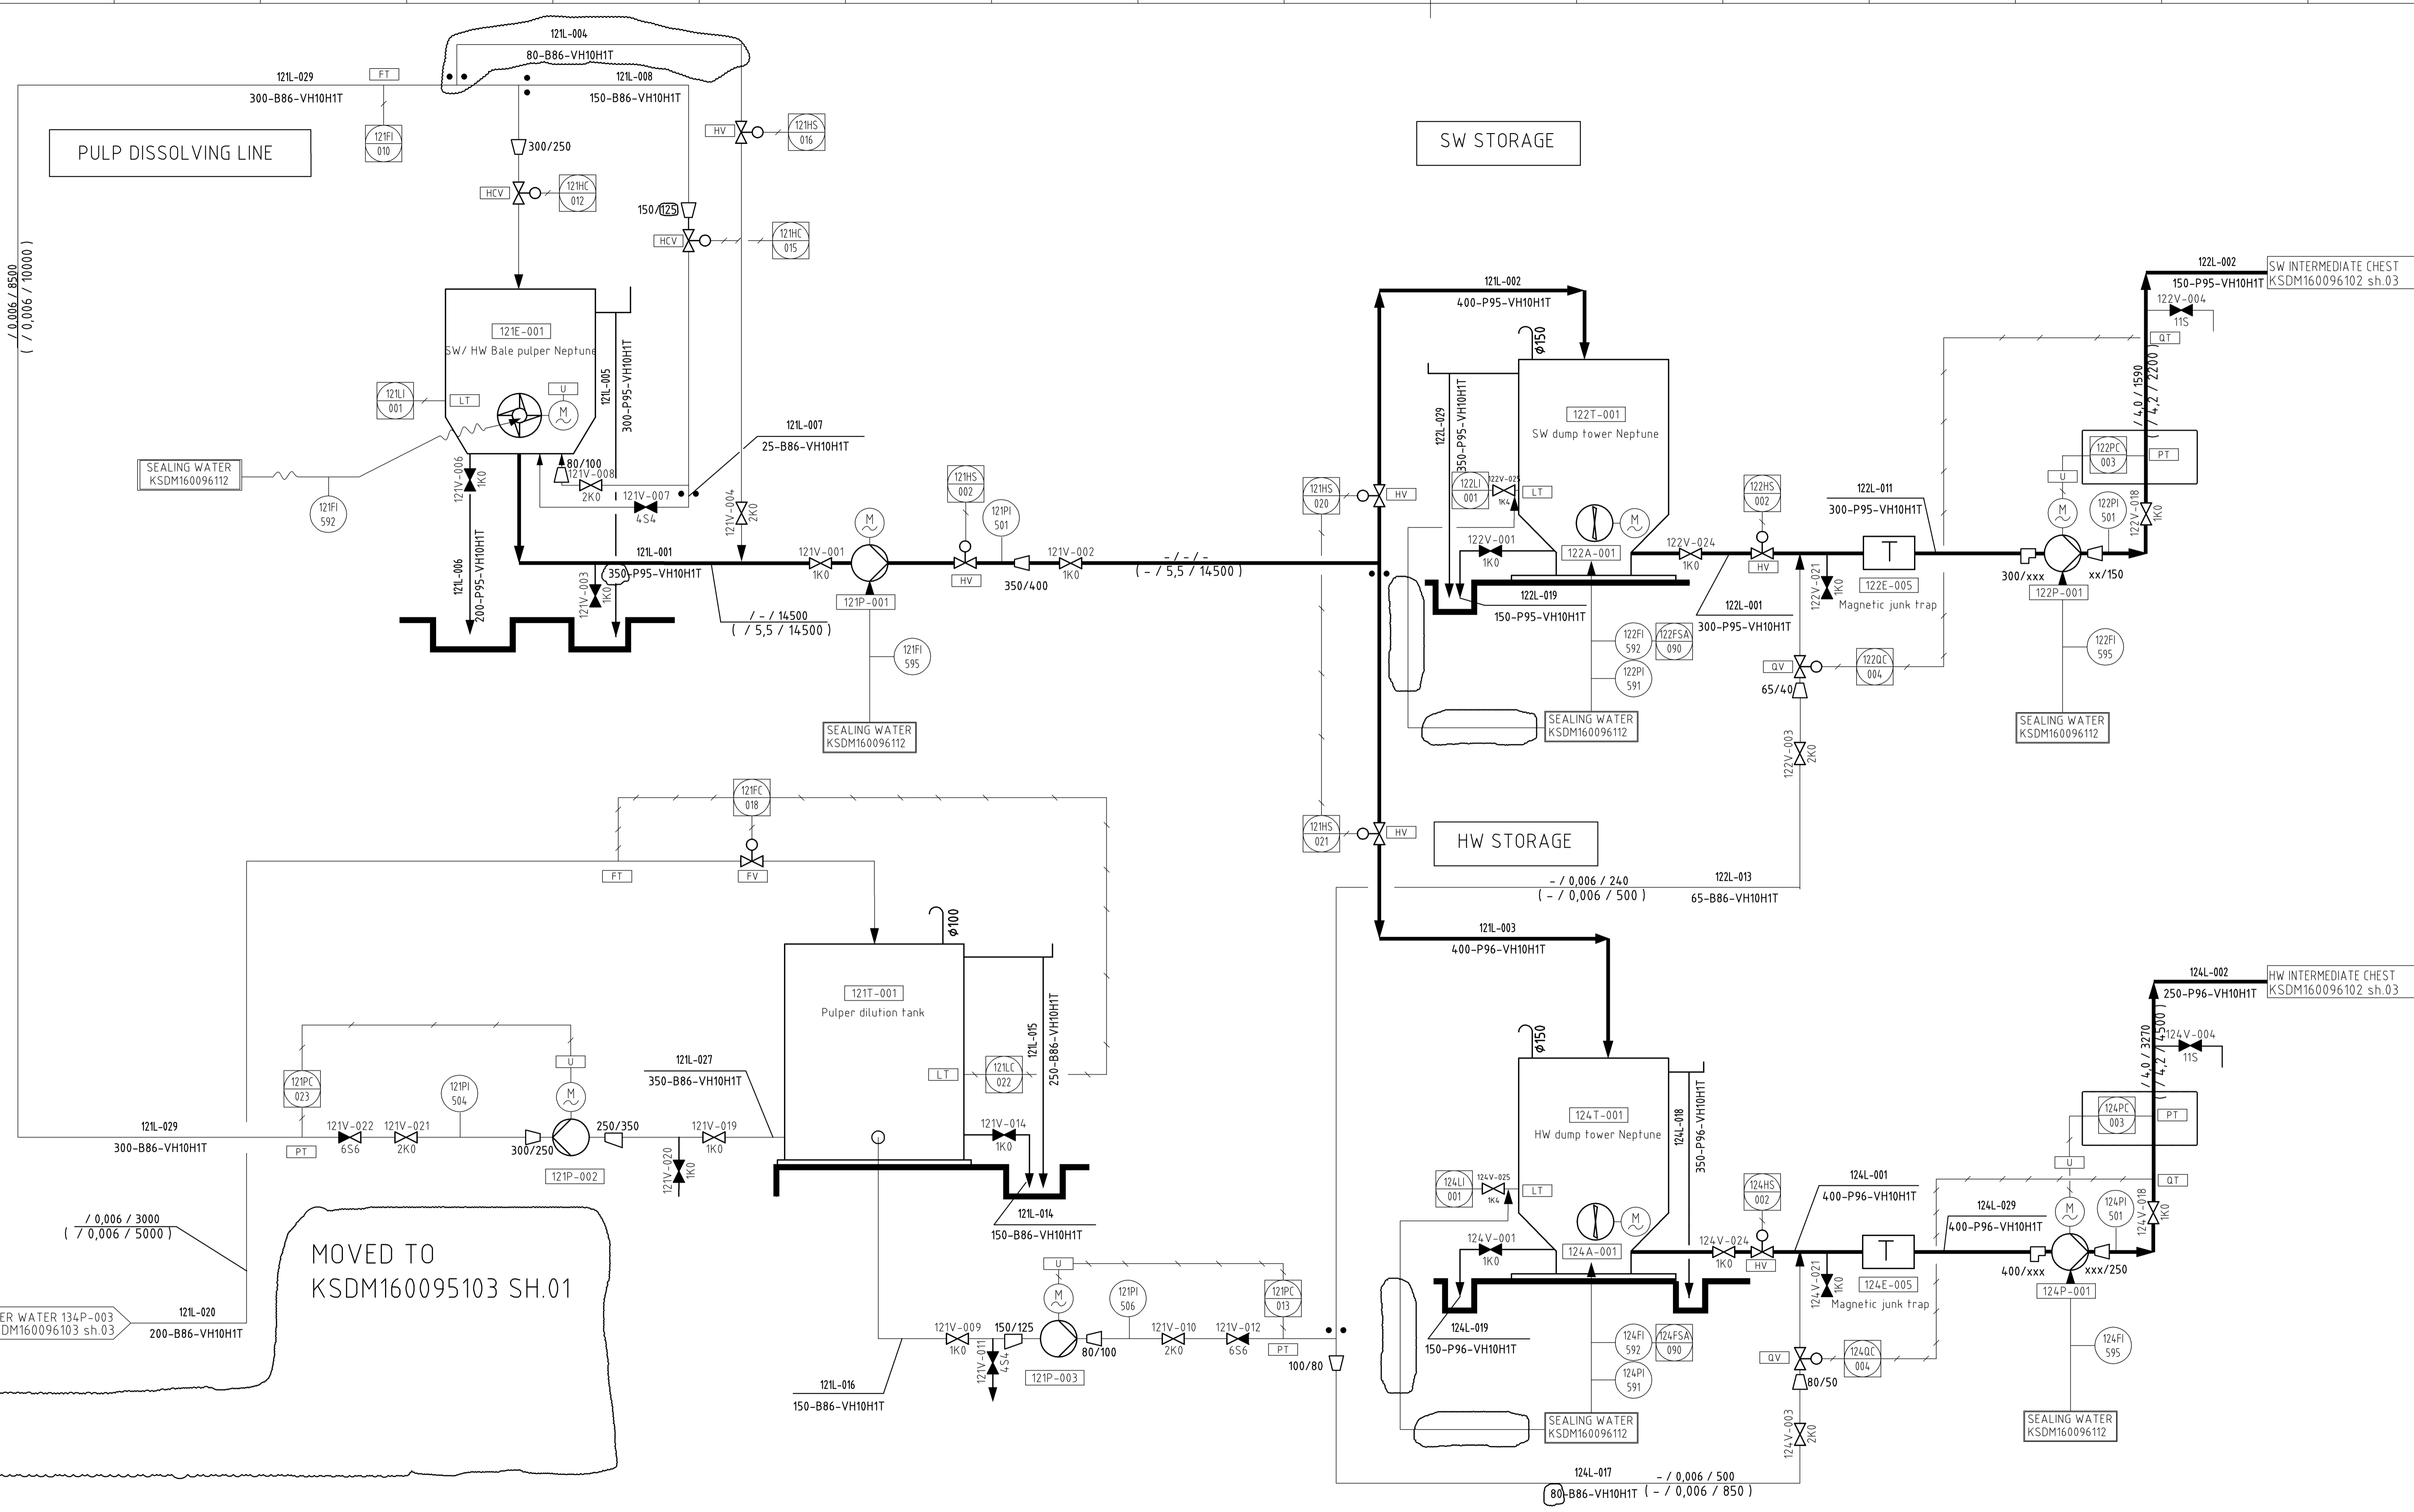 121L-004
80-B86-VH10H1T
121L-029
300-B86-VH10H1T
FT
121L-008
150-B86-VH10H1T
121FI
010
PULP DISSOLVING LINE
300/250
HCV
121HC
012
HV
121HS
016
150/125
HCV
121HC
015
/ 0,006 / 8500
( / 0,006 / 10000 )
121E-001
SW/ HW Bale pulper Neptune
121LI
001
LT
U
M
121L-005
300-P95-VH10H1T
SEALING WATER
KSDM160096112
121FI
592
121V-006
1K0
80/100
121V-008
2K0
121V-007
4S4
121L-007
25-B86-VH10H1T
121V-004
2K0
121L-006
200-P95-VH10H1T
121L-001
350-P95-VH10H1T
121V-003
1K0
/ - / 14500
( / 5,5 / 14500 )
121V-001
1K0
M
121P-001
121HS
002
HV
121PI
501
350/400
121V-002
1K0
- / - / -
( - / 5,5 / 14500 )
121FI
595
SEALING WATER
KSDM160096112
SW STORAGE
121L-002
400-P95-VH10H1T
121HS
020
HV
ø150
122L-029
350-P95-VH10H1T
122T-001
SW dump tower Neptune
122LI
001
122V-025
1K4
LT
M
122V-001
1K0
122A-001
122L-019
150-P95-VH10H1T
122FI
592
122FSA
090
122PI
591
SEALING WATER
KSDM160096112
122V-024
1K0
122HS
002
HV
122L-001
300-P95-VH10H1T
122L-011
300-P95-VH10H1T
122V-021
1K0
T
122E-005
Magnetic junk trap
QV
122QC
004
65/40
122V-003
2K0
300/xxx
M
U
122PC
003
PT
122PI
501
xx/150
122P-001
122V-018
1K0
122FI
595
SEALING WATER
KSDM160096112
/ 4,0 / 1590
( / 4,2 / 2200 )
QT
122V-004
11S
122L-002
150-P95-VH10H1T
SW INTERMEDIATE CHEST
KSDM160096102 sh.03
121HS
021
HV
HW STORAGE
- / 0,006 / 240
( - / 0,006 / 500 )
122L-013
65-B86-VH10H1T
121L-003
400-P96-VH10H1T
121FC
018
FT
FV
ø100
121T-001
Pulper dilution tank
121L-015
250-B86-VH10H1T
LT
121LC
022
121V-014
1K0
121L-014
150-B86-VH10H1T
121L-027
350-B86-VH10H1T
121V-019
1K0
121V-020
1K0
250/350
U
M
300/250
121P-002
121PI
504
121V-021
2K0
121V-022
6S6
121PC
023
PT
121L-029
300-B86-VH10H1T
/ 0,006 / 3000
( / 0,006 / 5000 )
MOVED TO
KSDM160095103 SH.01
ER WATER 134P-003
DM160096103 sh.03
121L-020
200-B86-VH10H1T
121L-016
150-B86-VH10H1T
121V-009
1K0
121V-011
4S4
150/125
U
M
80/100
121P-003
121PI
506
121V-010
2K0
121V-012
6S6
121PC
013
PT
100/80
ø150
124T-001
HW dump tower Neptune
124L-018
350-P96-VH10H1T
124LI
001
124V-025
1K4
LT
M
124V-001
1K0
124A-001
124L-019
150-P96-VH10H1T
124FI
592
124FSA
090
124PI
591
SEALING WATER
KSDM160096112
124V-024
1K0
124HS
002
HV
124L-001
400-P96-VH10H1T
124V-021
1K0
T
124E-005
Magnetic junk trap
124L-029
400-P96-VH10H1T
QV
124QC
004
80/50
124V-003
2K0
400/xxx
M
U
124PC
003
PT
124PI
501
xxx/250
124P-001
124V-018
1K0
124FI
595
SEALING WATER
KSDM160096112
/ 4,0 / 3270
( / 4,2 / 4500 )
QT
124V-004
11S
124L-002
250-P96-VH10H1T
HW INTERMEDIATE CHEST
KSDM160096102 sh.03
124L-017
80-B86-VH10H1T
- / 0,006 / 500
( - / 0,006 / 850 )